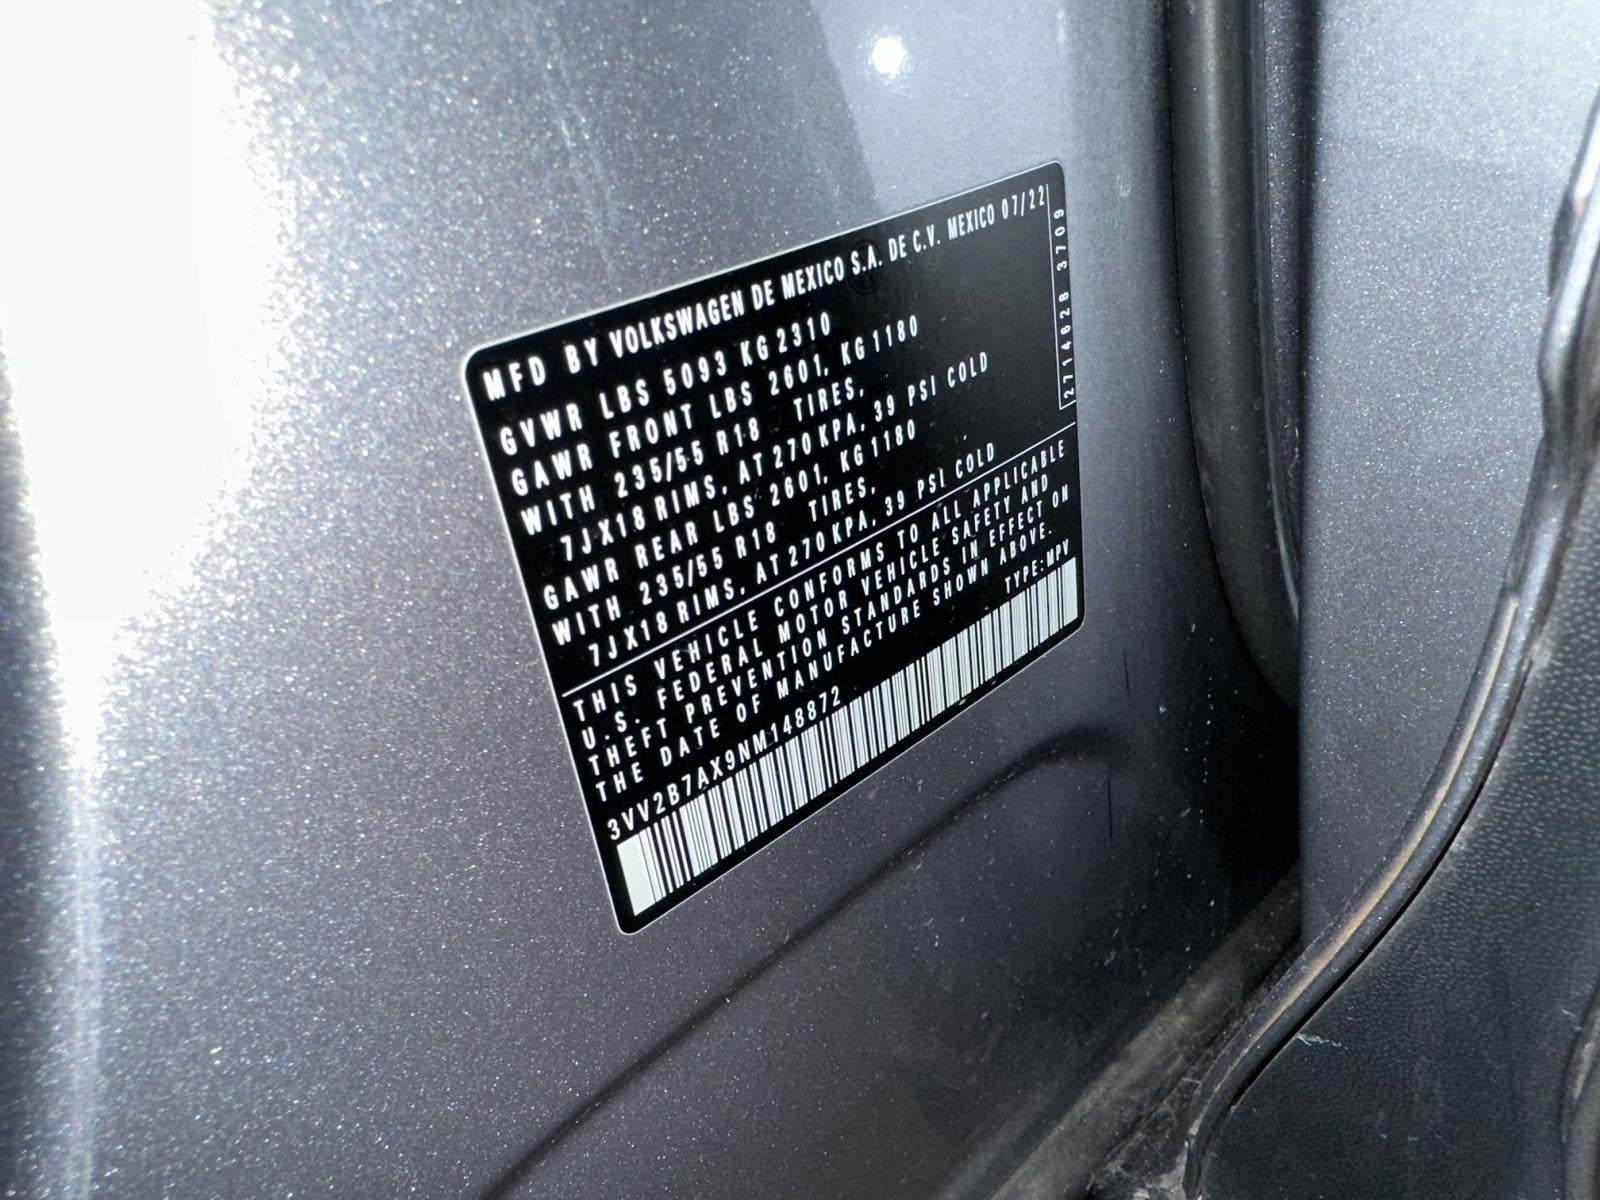 MFD BY VOLKSWAGEN DE MEXICO S.A. DE C.V. MEXICO 07/22
GVWR LBS 5093 KG 2310
GAWR FRONT LBS 2601, KG 1180
WITH 235/55 R18 TIRES,
7JX18 RIMS, AT 270 KPA, 39 PSI COLD
GAWR REAR LBS 2601, KG 1180
WITH 235/55 R18 TIRES,
7JX18 RIMS, AT 270 KPA, 39 PSI COLD
2714628 3709
THIS VEHICLE CONFORMS TO ALL APPLICABLE
U.S. FEDERAL MOTOR VEHICLE SAFETY AND
THEFT PREVENTION STANDARDS IN EFFECT ON
THE DATE OF MANUFACTURE SHOWN ABOVE.
3VV2B7AX9NM148872 TYPE: MPV